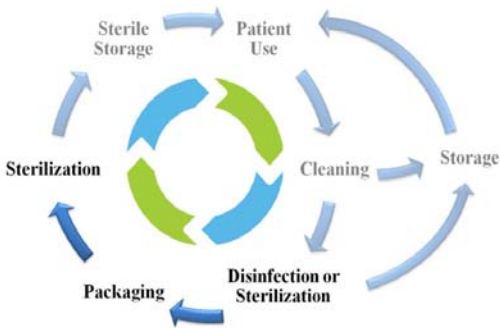 Sterile
Storage
Patient
Use
Sterilization
Cleaning
Storage
Packaging
Disinfection or
Sterilization